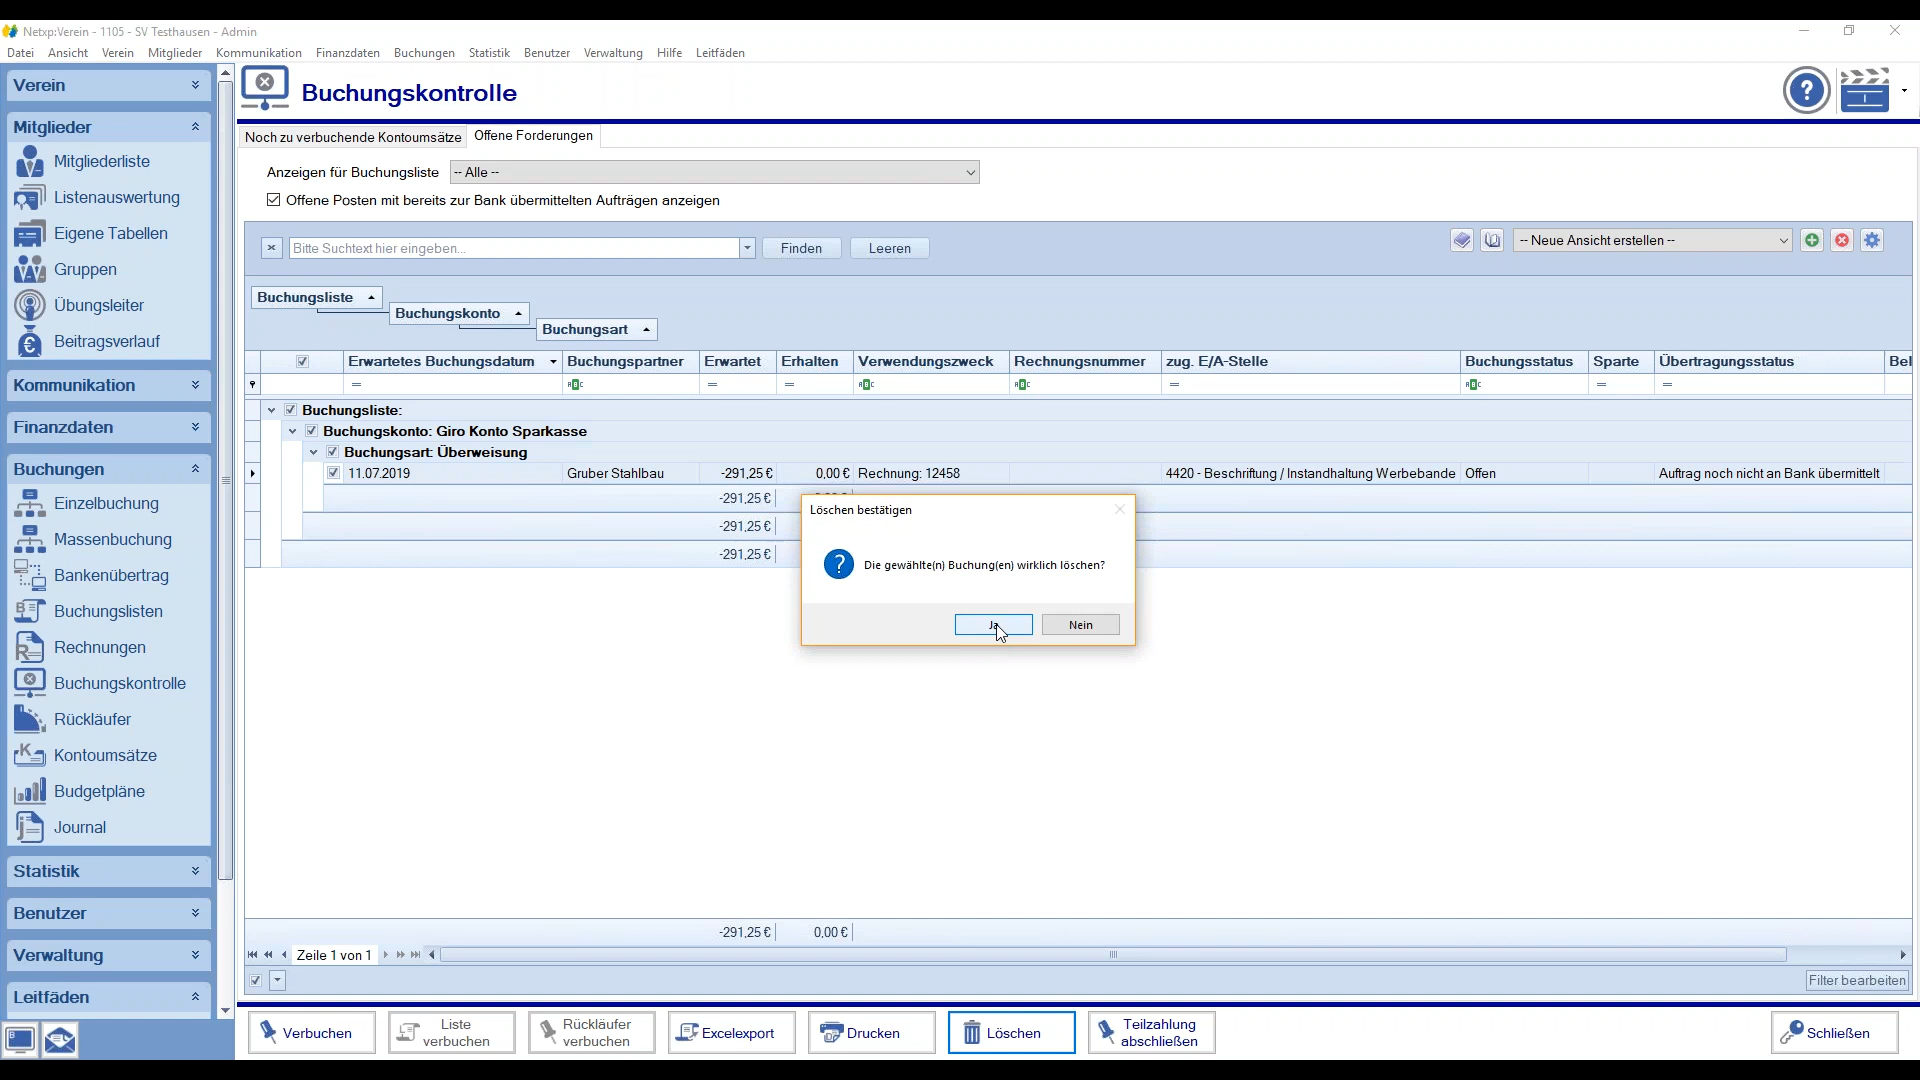 Netxp:Verein - 1105 - SV Testhausen - Admin
Datei Ansicht Verein Mitglieder Kommunikation Finanzdaten Buchungen Statistik Benutzer Verwaltung Hilfe Leitfäden
Verein
Mitglieder
Mitgliederliste
Listenauswertung
Eigene Tabellen
Gruppen
Übungsleiter
Beitragsverlauf
Kommunikation
Finanzdaten
Buchungen
Einzelbuchung
Massenbuchung
Bankenübertrag
Buchungslisten
Rechnungen
Buchungskontrolle
Rückläufer
Kontoumsätze
Budgetpläne
Journal
Statistik
Benutzer
Verwaltung
Leitfäden
Buchungskontrolle
Noch zu verbuchende Kontoumsätze Offene Forderungen
Anzeigen für Buchungsliste -- Alle --
Offene Posten mit bereits zur Bank übermittelten Aufträgen anzeigen
Bitte Suchtext hier eingeben... Finden Leeren -- Neue Ansicht erstellen --
Buchungsliste
Buchungskonto
Buchungsart
Erwartetes Buchungsdatum Buchungspartner Erwartet Erhalten Verwendungszweck Rechnungsnummer zug. E/A-Stelle Buchungsstatus Sparte Übertragungsstatus Bel
Buchungsliste:
Buchungskonto: Giro Konto Sparkasse
Buchungsart: Überweisung
11.07.2019 Gruber Stahlbau -291,25 € 0,00 € Rechnung: 12458 4420 - Beschriftung / Instandhaltung Werbebande Offen Auftrag noch nicht an Bank übermittelt
-291,25 €
-291,25 €
-291,25 €
Löschen bestätigen
Die gewählte(n) Buchung(en) wirklich löschen?
Ja Nein
-291,25 € 0,00 €
Zeile 1 von 1
Filter bearbeiten
Verbuchen
Liste
verbuchen
Rückläufer
verbuchen
Excelexport
Drucken
Löschen
Teilzahlung
abschließen
Schließen